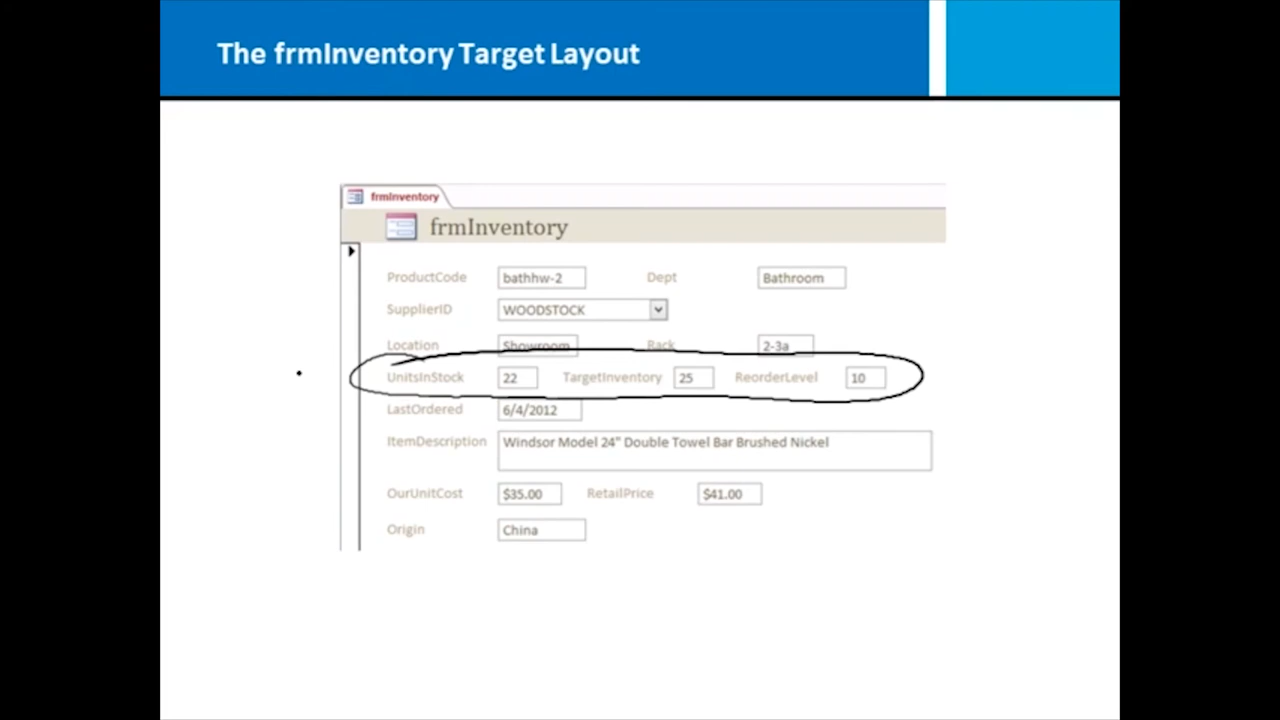 The frmInventory Target Layout
frmInventory
frmInventory
ProductCode bathhw-2 Dept Bathroom
SupplierID WOODSTOCK
Location Showroom Rack 2-3a
UnitsInStock 22 TargetInventory 25 ReorderLevel 10
LastOrdered 6/4/2012
ItemDescription Windsor Model 24" Double Towel Bar Brushed Nickel
OurUnitCost $35.00 RetailPrice $41.00
Origin China